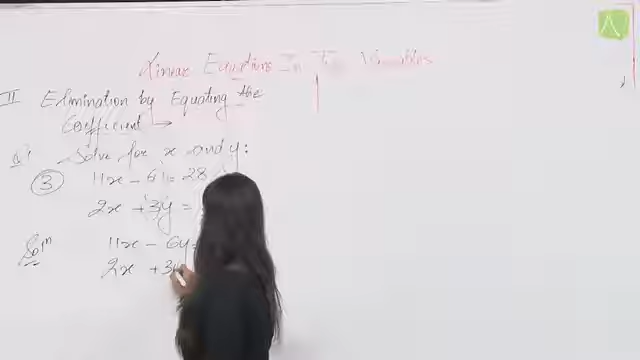 Linear Equations In Two Variables
II Elimination by Equating the
Coefficient →
Q. Solve for x and y:
③ 11x - 6y = 28
2x + 3y =
Solⁿ 11x - 6y =
2x + 3y